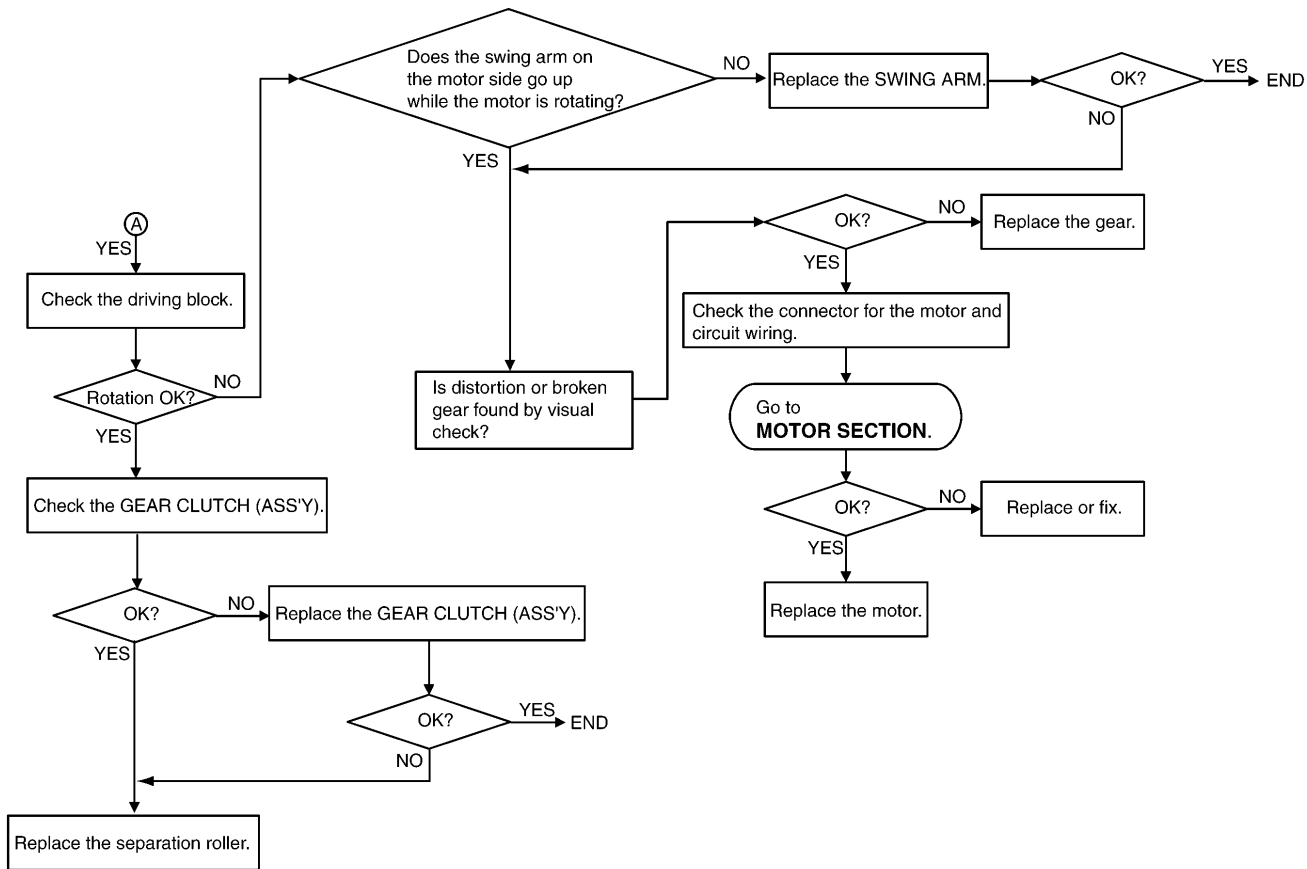 Does the swing arm on
the motor side go up
while the motor is rotating?
NO
Replace the SWING ARM.
OK?
YES
END
NO
YES
A
YES
Check the driving block.
Rotation OK?
NO
YES
Check the GEAR CLUTCH (ASS'Y).
OK?
NO
Replace the GEAR CLUTCH (ASS'Y).
YES
OK?
YES
END
NO
Replace the separation roller.
Is distortion or broken
gear found by visual
check?
OK?
NO
Replace the gear.
YES
Check the connector for the motor and
circuit wiring.
Go to
MOTOR SECTION.
OK?
NO
Replace or fix.
YES
Replace the motor.